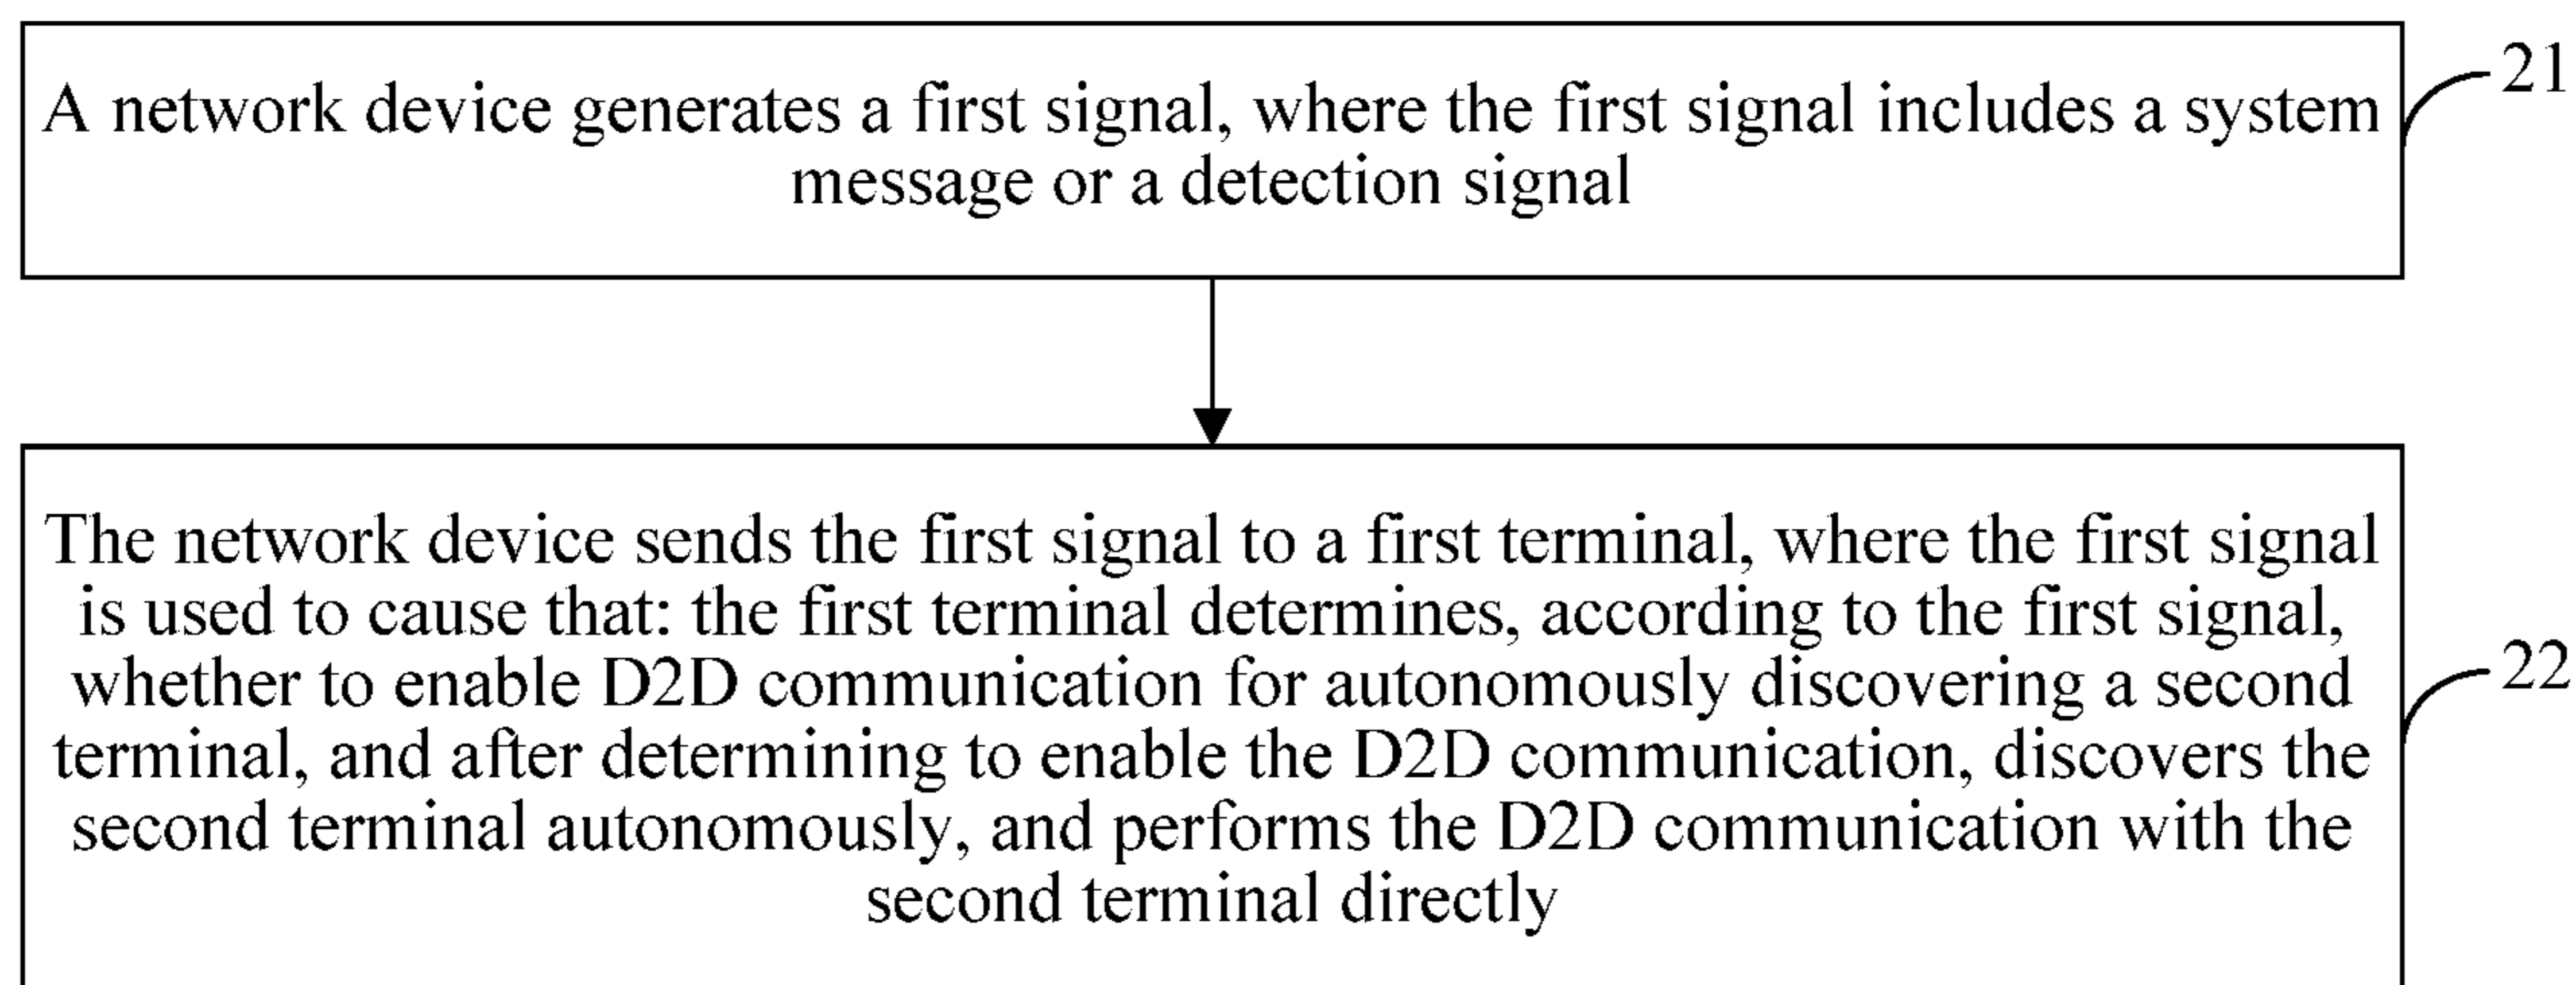 A network device generates a first signal, where the first signal includes a system
message or a detection signal
21
The network device sends the first signal to a first terminal, where the first signal
is used to cause that: the first terminal determines, according to the first signal,
whether to enable D2D communication for autonomously discovering a second
terminal, and after determining to enable the D2D communication, discovers the
second terminal autonomously, and performs the D2D communication with the
second terminal directly
22